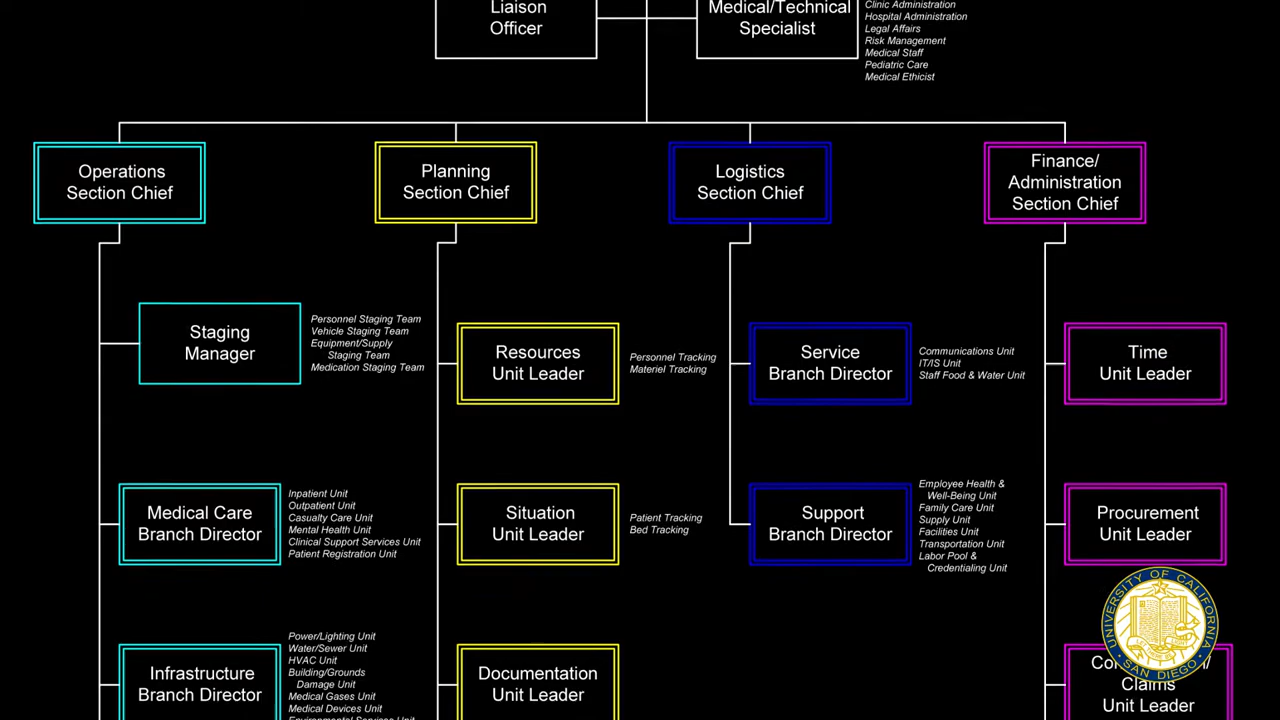 Liaison
Officer
Medical/Technical
Specialist
Clinic Administration
Hospital Administration
Legal Affairs
Risk Management
Medical Staff
Pediatric Care
Medical Ethicist
Operations
Section Chief
Planning
Section Chief
Logistics
Section Chief
Finance/
Administration
Section Chief
Staging
Manager
Personnel Staging Team
Vehicle Staging Team
Equipment/Supply
Staging Team
Medication Staging Team
Resources
Unit Leader
Personnel Tracking
Materiel Tracking
Service
Branch Director
Communications Unit
IT/IS Unit
Staff Food & Water Unit
Time
Unit Leader
Medical Care
Branch Director
Inpatient Unit
Outpatient Unit
Casualty Care Unit
Mental Health Unit
Clinical Support Services Unit
Patient Registration Unit
Situation
Unit Leader
Patient Tracking
Bed Tracking
Support
Branch Director
Employee Health &
Well-Being Unit
Family Care Unit
Supply Unit
Facilities Unit
Transportation Unit
Labor Pool &
Credentialing Unit
Procurement
Unit Leader
Infrastructure
Branch Director
Power/Lighting Unit
Water/Sewer Unit
HVAC Unit
Building/Grounds
Damage Unit
Medical Gases Unit
Medical Devices Unit
Environmental Services Unit
Documentation
Unit Leader
Claims
Unit Leader
UNIVERSITY OF CALIFORNIA
SAN DIEGO